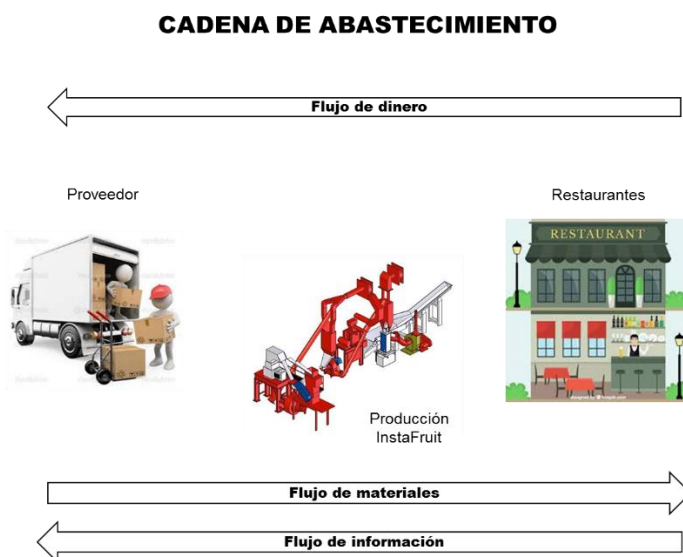 CADENA DE ABASTECIMIENTO
Flujo de dinero
Proveedor
Restaurantes
RESTAURANT
Producción
InstaFruit
Flujo de materiales
Flujo de información